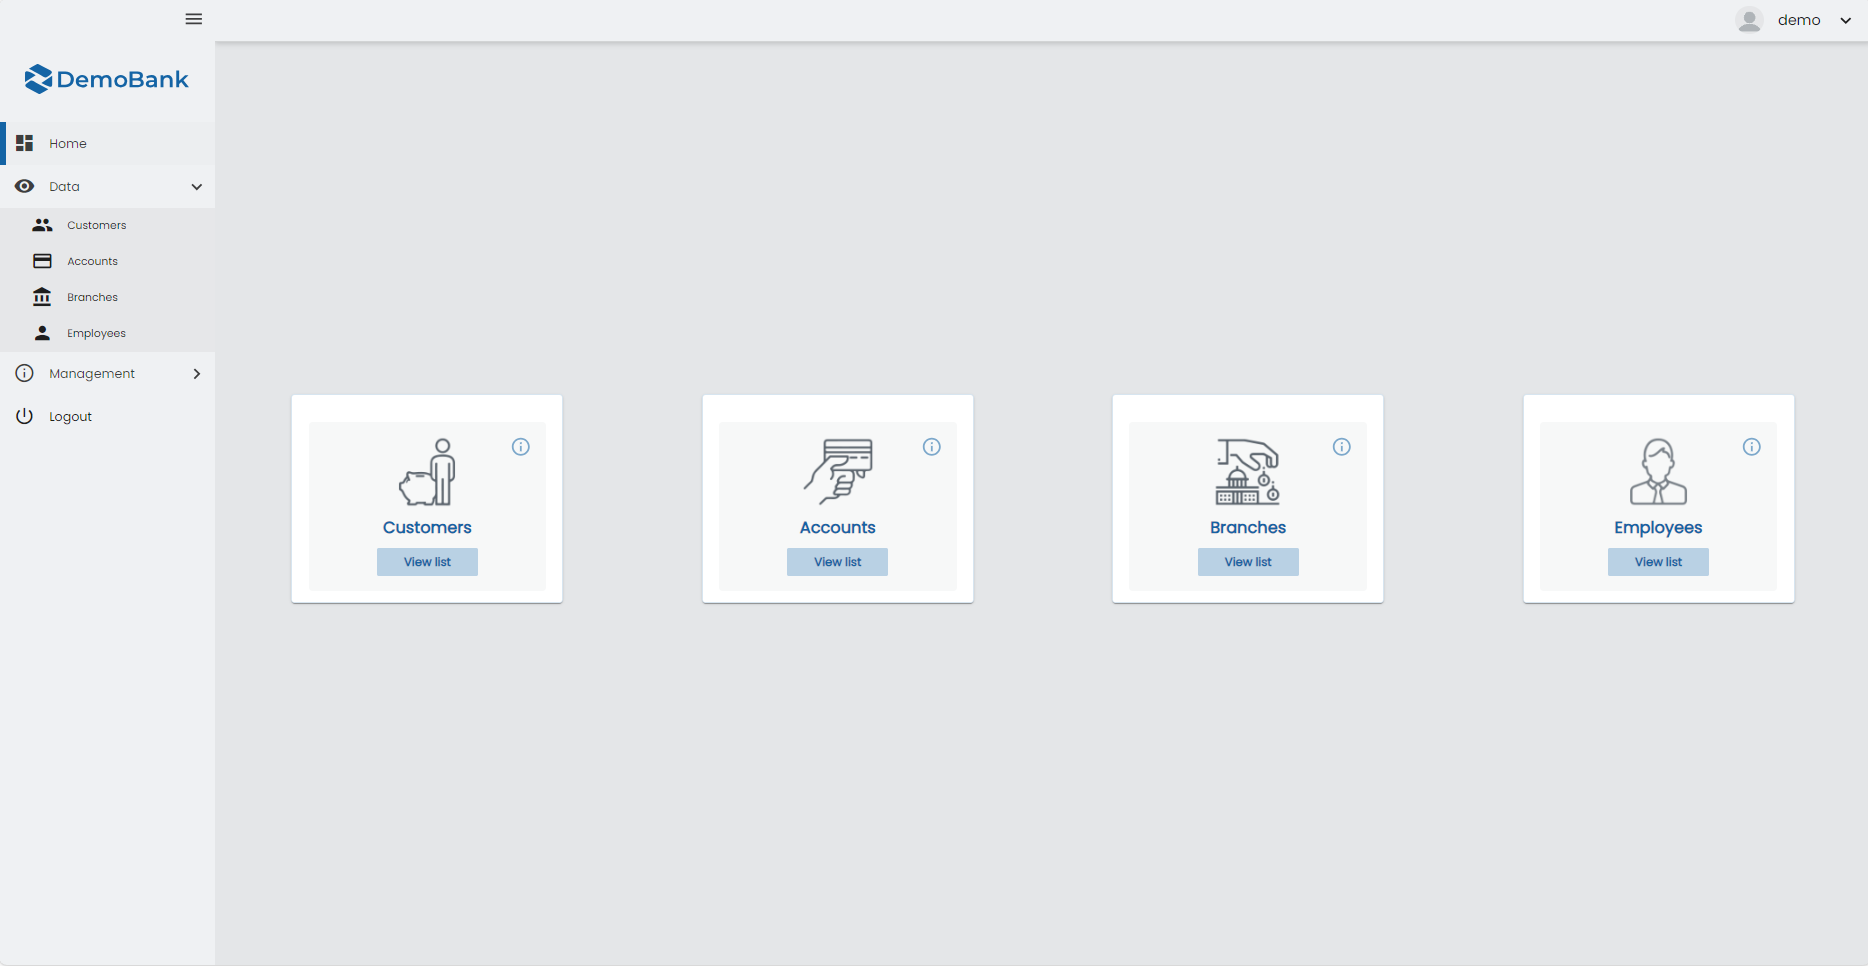 demo
DemoBank
Home
Data
Customers
Accounts
Branches
Employees
Management
Logout
Customers
View list
Accounts
View list
Branches
View list
Employees
View list